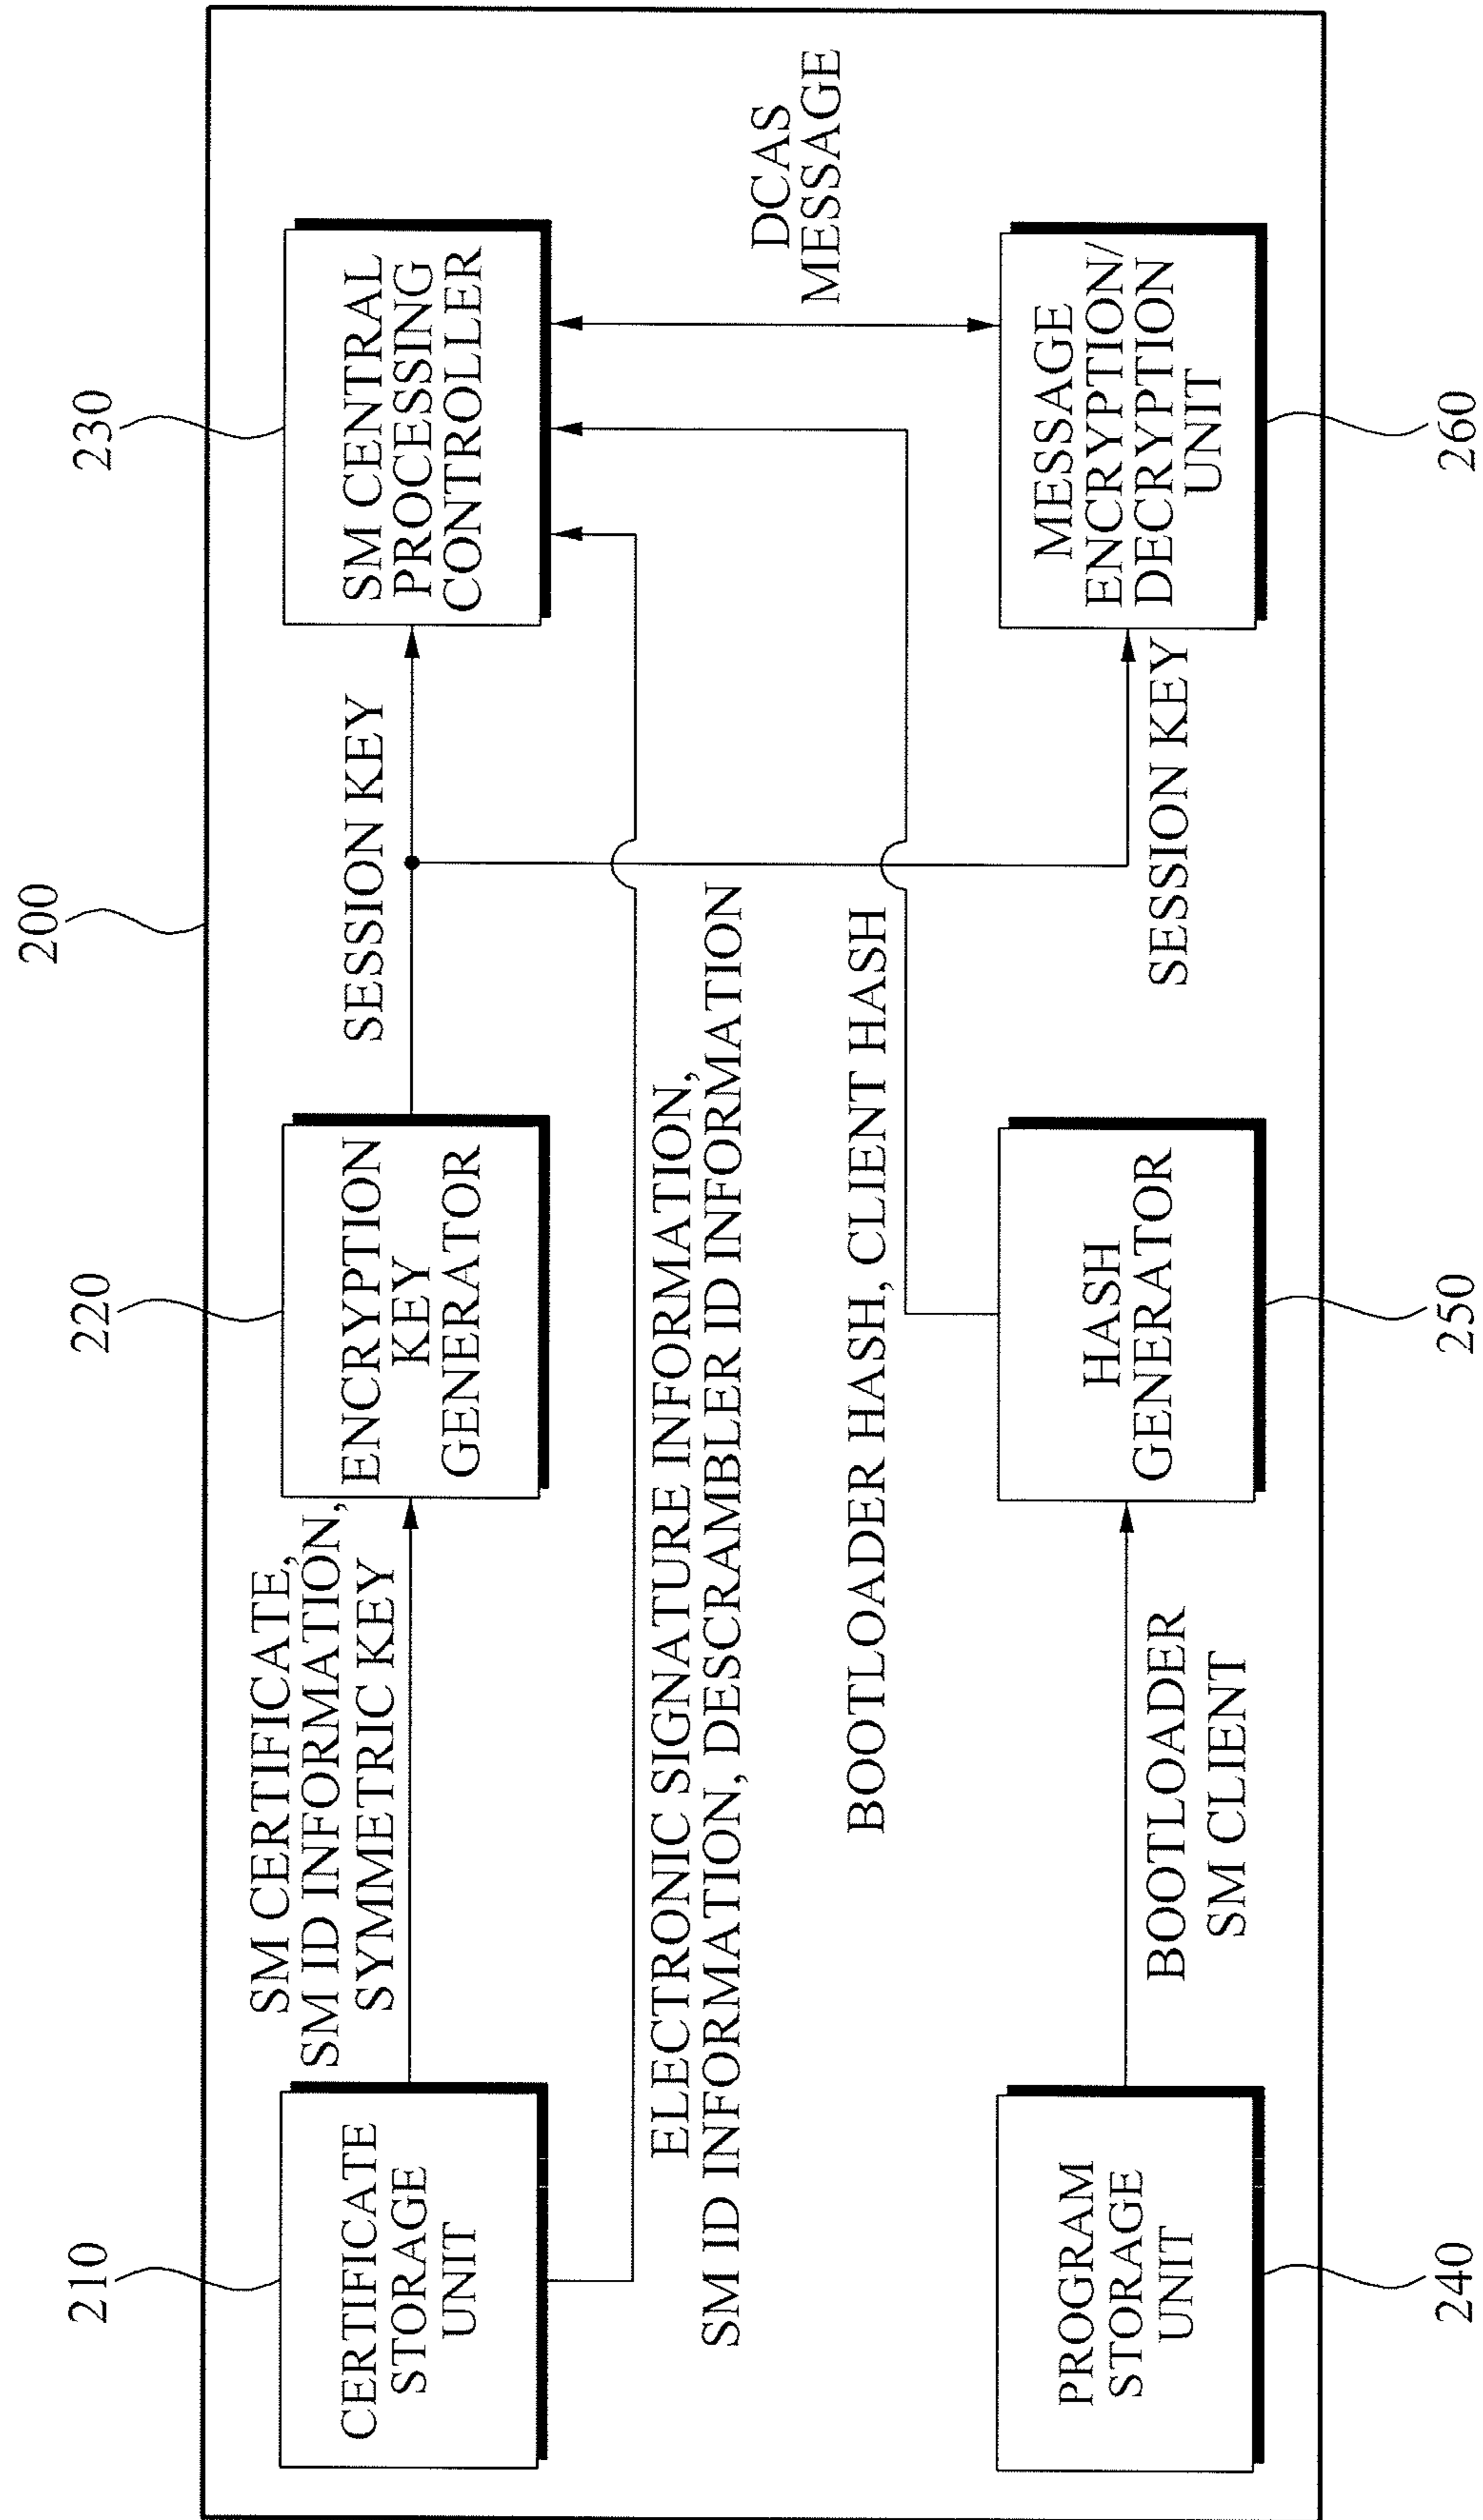 200
210
220
230
CERTIFICATE
STORAGE
UNIT
SM CERTIFICATE,
SM ID INFORMATION,
SYMMETRIC KEY
ENCRYPTION
KEY
GENERATOR
SESSION KEY
SM CENTRAL
PROCESSING
CONTROLLER
ELECTRONIC SIGNATURE INFORMATION,
SM ID INFORMATION, DESCRAMBLER ID INFORMATION
DCAS
MESSAGE
BOOTLOADER HASH, CLIENT HASH
PROGRAM
STORAGE
UNIT
BOOTLOADER
SM CLIENT
HASH
GENERATOR
SESSION KEY
MESSAGE
ENCRYPTION/
DECRYPTION
UNIT
240
250
260